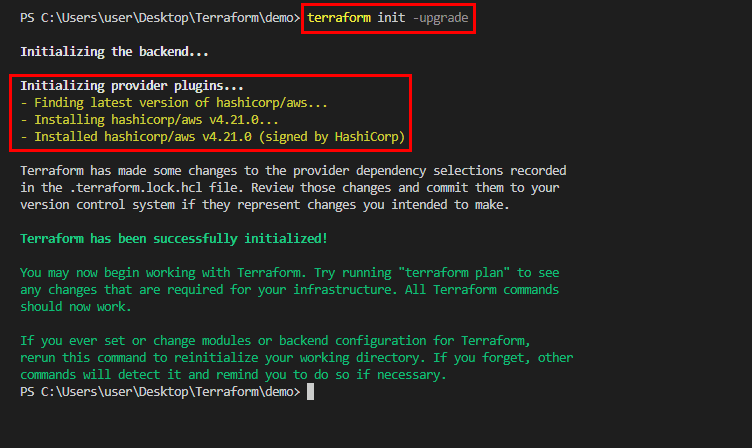 PS C:\Users\user\Desktop\Terraform\demo> terraform init -upgrade
Initializing the backend...
Initializing provider plugins...
- Finding latest version of hashicorp/aws...
- Installing hashicorp/aws v4.21.0...
- Installed hashicorp/aws v4.21.0 (signed by HashiCorp)
Terraform has made some changes to the provider dependency selections recorded
in the .terraform.lock.hcl file. Review those changes and commit them to your
version control system if they represent changes you intended to make.
Terraform has been successfully initialized!
You may now begin working with Terraform. Try running "terraform plan" to see
any changes that are required for your infrastructure. All Terraform commands
should now work.
If you ever set or change modules or backend configuration for Terraform,
rerun this command to reinitialize your working directory. If you forget, other
commands will detect it and remind you to do so if necessary.
PS C:\Users\user\Desktop\Terraform\demo>